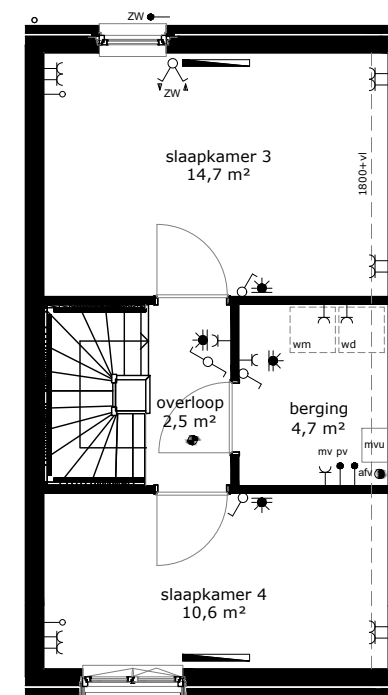 ZW
ZW
slaapkamer 3
14,7 m²
1800+vl
wm
wd
overloop
2,5 m²
berging
4,7 m²
mvu
mv pv
afv
slaapkamer 4
10,6 m²